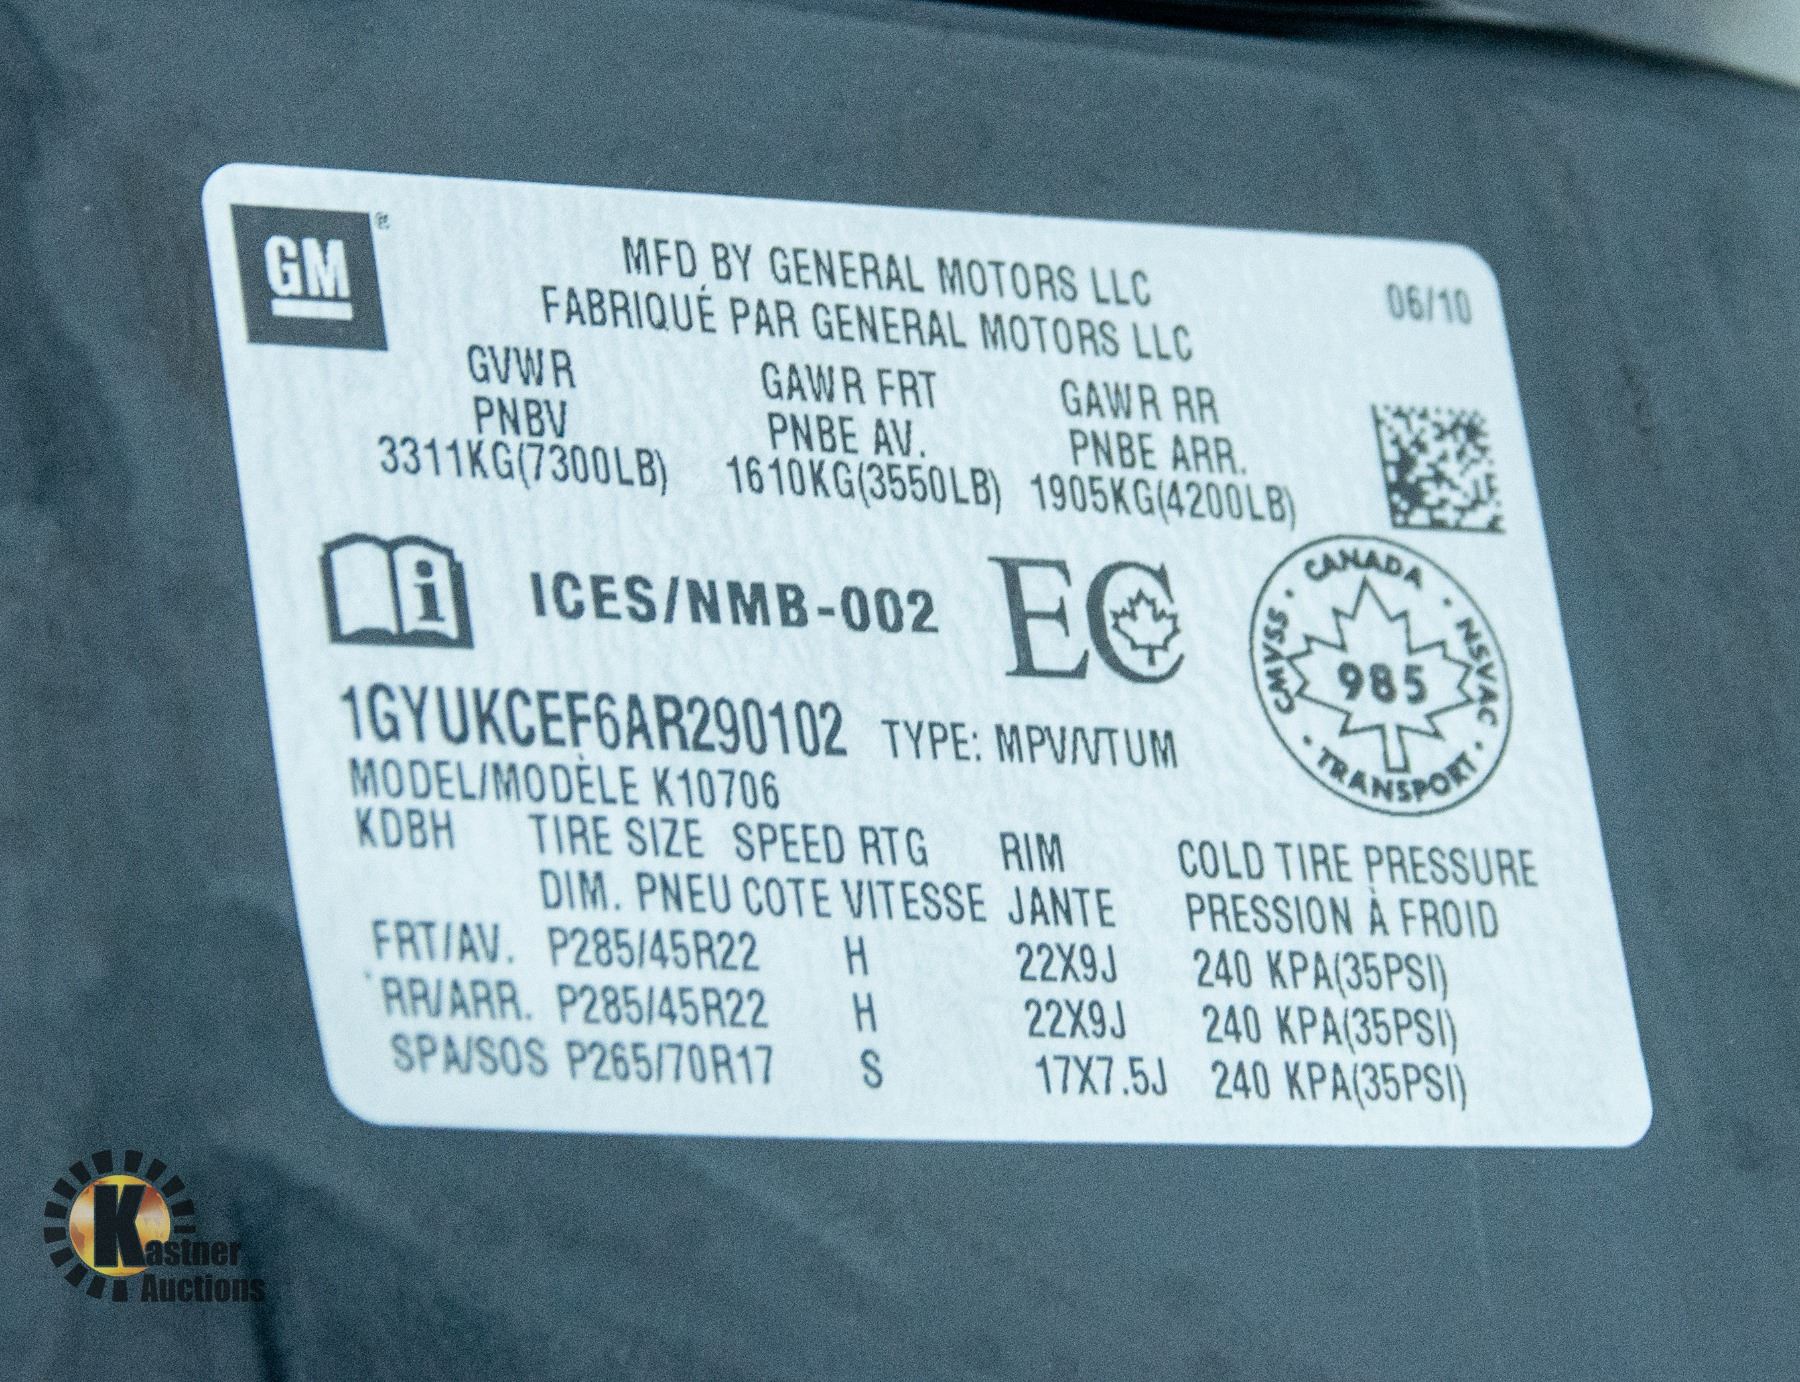 GM ®
MFD BY GENERAL MOTORS LLC
06/10
FABRIQUÉ PAR GENERAL MOTORS LLC
GVWR GAWR FRT GAWR RR
PNBV PNBE AV. PNBE ARR.
3311KG(7300LB) 1610KG(3550LB) 1905KG(4200LB)
i ICES/NMB-002 EC
CANADA · NSVAC · TRANSPORT · CMVSS ·
985
1GYUKCEF6AR290102 TYPE: MPV/VTUM
MODEL/MODÈLE K10706
KDBH TIRE SIZE SPEED RTG RIM COLD TIRE PRESSURE
DIM. PNEU COTE VITESSE JANTE PRESSION À FROID
FRT/AV. P285/45R22 H 22X9J 240 KPA(35PSI)
RR/ARR. P285/45R22 H 22X9J 240 KPA(35PSI)
SPA/SOS P265/70R17 S 17X7.5J 240 KPA(35PSI)
Kastner
Auctions